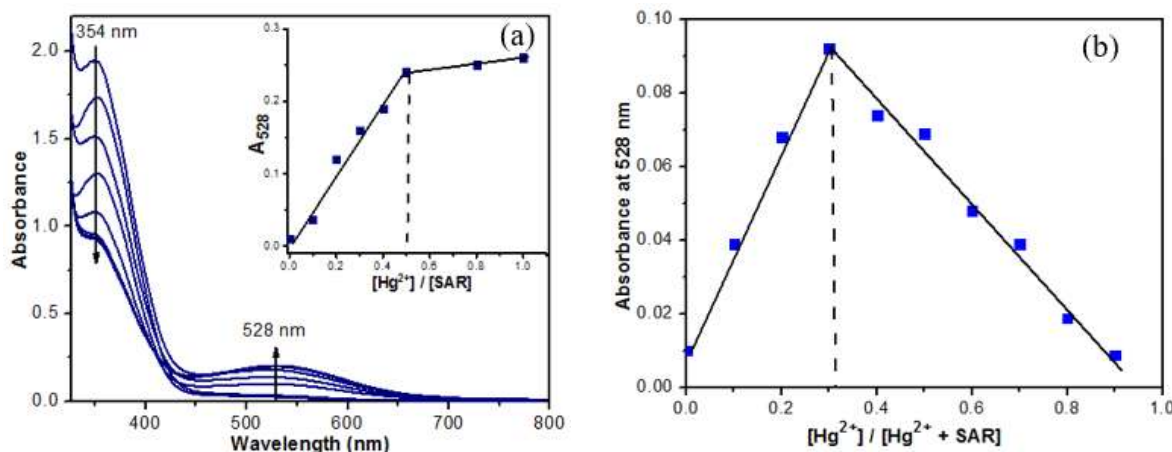 354 nm
(a)
2.0
1.5
1.0
0.5
0.0
Absorbance
400
500
600
700
800
Wavelength (nm)
528 nm
A528
0.3
0.2
0.1
0.0
0.0 0.2 0.4 0.6 0.8 1.0
[Hg²⁺] / [SAR]
(b)
0.10
0.08
0.06
0.04
0.02
0.00
Absorbance at 528 nm
0.0 0.2 0.4 0.6 0.8 1.0
[Hg²⁺] / [Hg²⁺ + SAR]